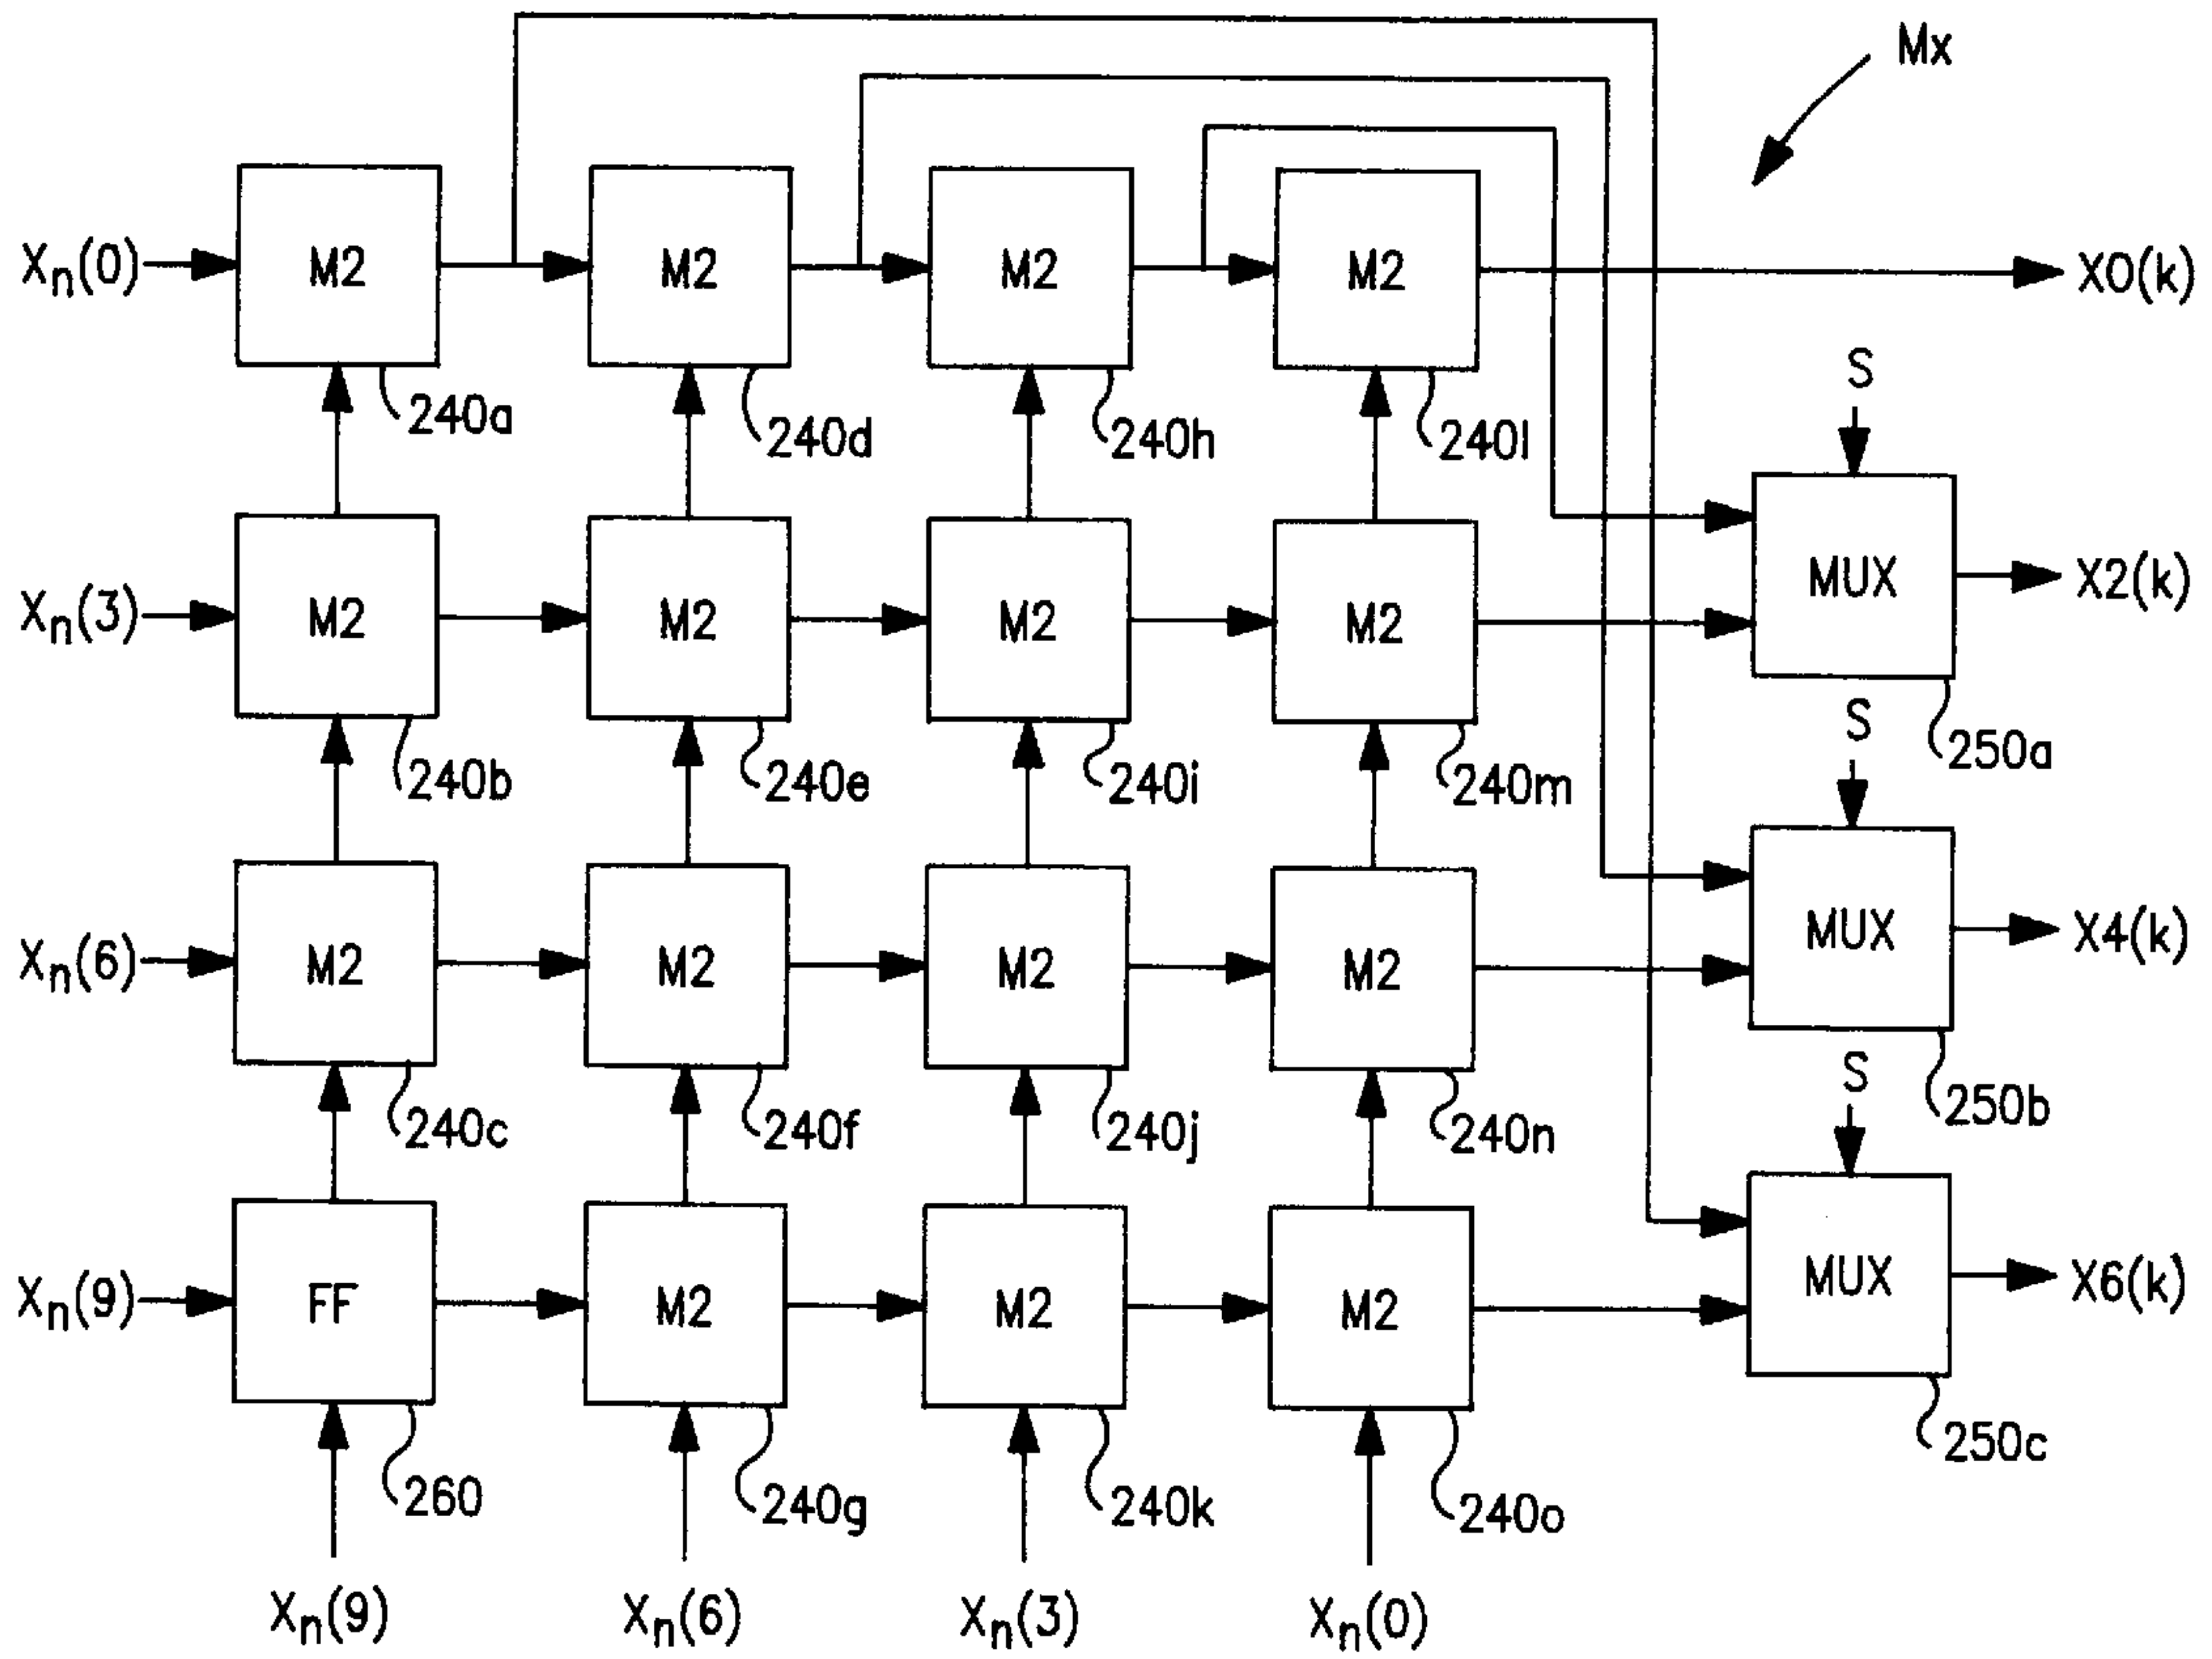 Mx
Xn(0) M2 M2 M2 M2 X0(k)
240a 240d 240h 240l S
Xn(3) M2 M2 M2 M2 MUX X2(k)
240b 240e 240i 240m S 250a
Xn(6) M2 M2 M2 M2 MUX X4(k)
240c 240f 240j 240n S 250b
Xn(9) FF M2 M2 M2 MUX X6(k)
260 240g 240k 240o 250c
Xn(9) Xn(6) Xn(3) Xn(0)